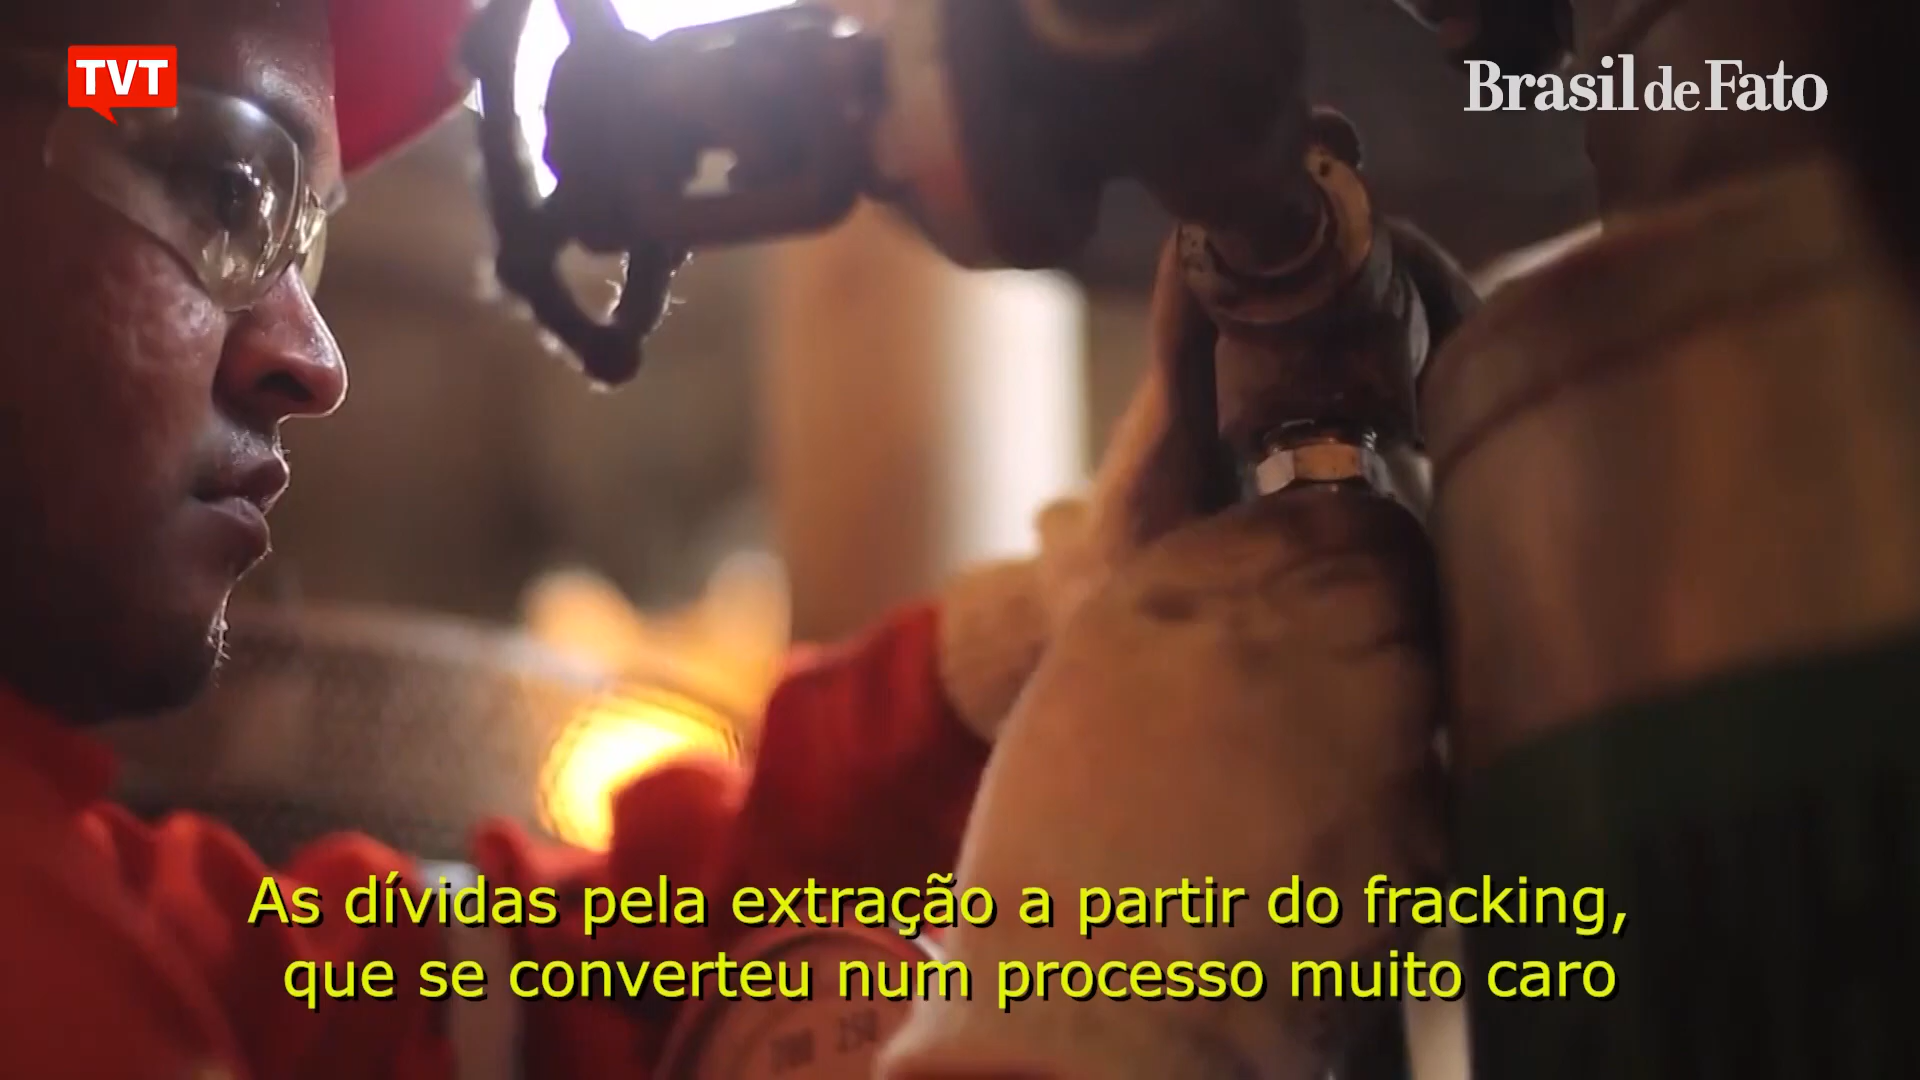 TVT
Brasil de Fato
As dívidas pela extração a partir do fracking,
que se converteu num processo muito caro